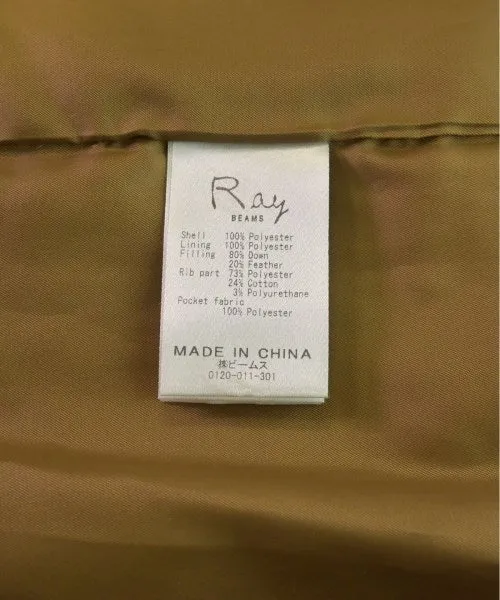 Ray
BEAMS
Shell 100% Polyester
Lining 100% Polyester
Filling 80% Down
20% Feather
Rib part 73% Polyester
24% Cotton
3% Polyurethane
Pocket fabric
100% Polyester
MADE IN CHINA
㈱ビームス
0120-011-301